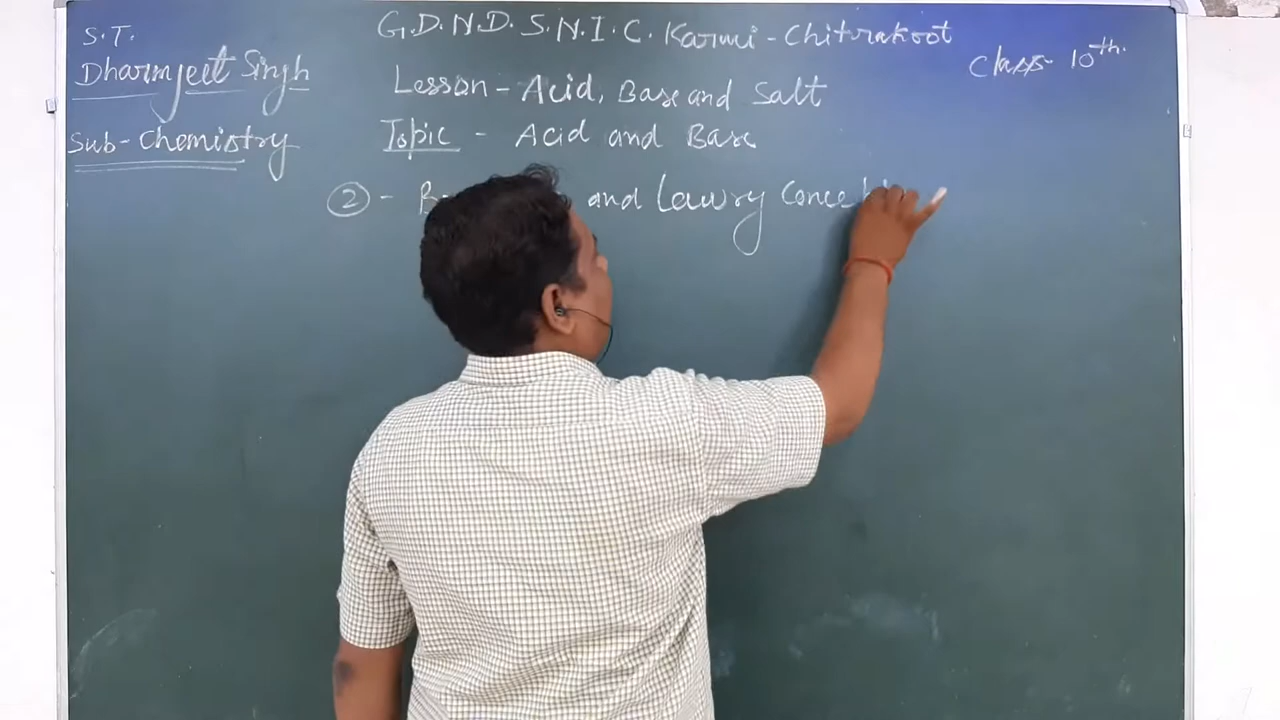 S.T.
Dharmjeet Singh
Sub-Chemistry
G.D.N.D.S.N.I.C. Karwi-Chitrakoot
Class- 10th.
Lesson - Acid, Base and Salt
Topic - Acid and Base
② - and Lawry